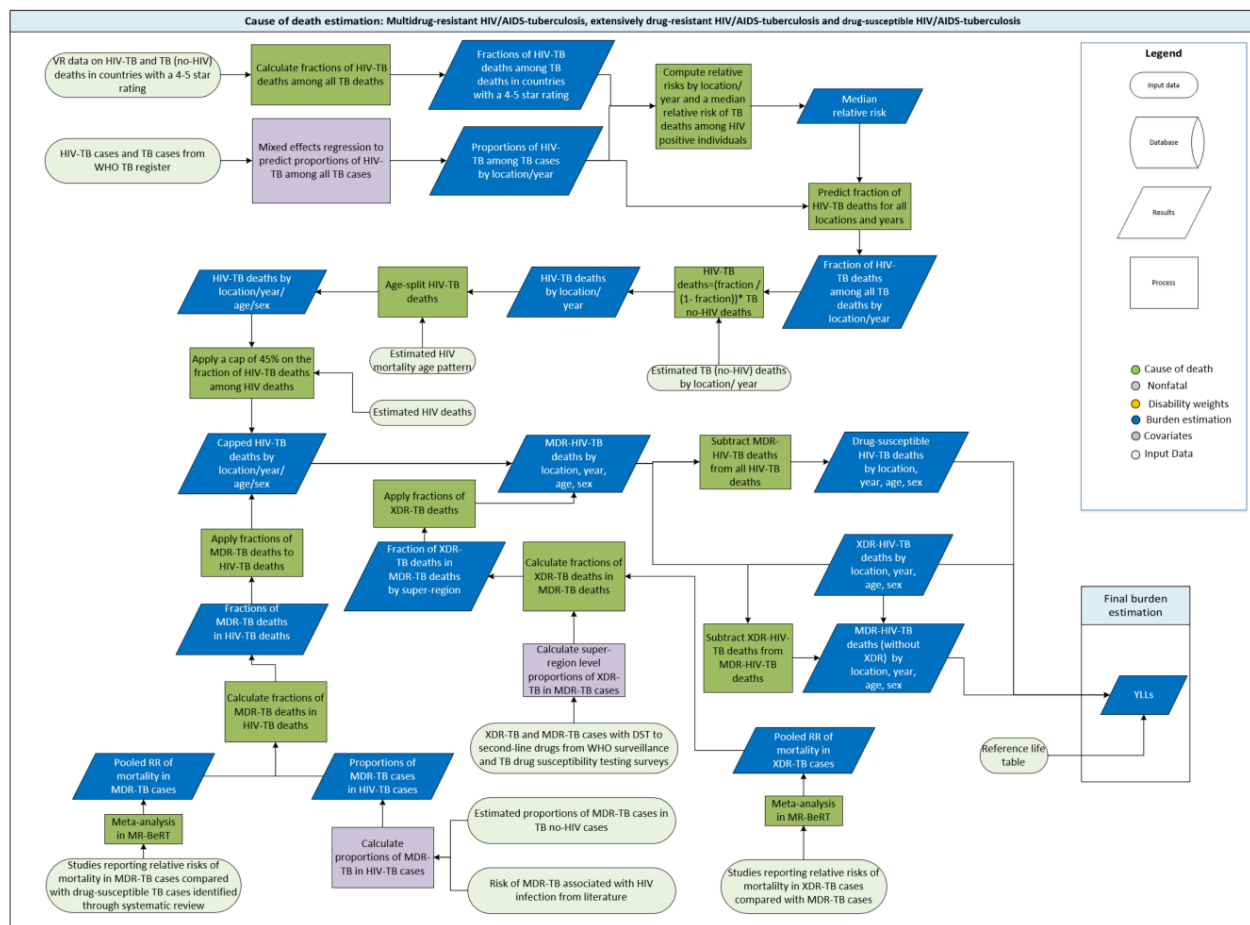 Cause of death estimation: Multidrug-resistant HIV/AIDS-tuberculosis, extensively drug-resistant HIV/AIDS-tuberculosis and drug-susceptible HIV/AIDS-tuberculosis
VR data on HIV-TB and TB (no-HIV)
deaths in countries with a 4-5 star
rating
Calculate fractions of HIV-TB
deaths among all TB deaths
Fractions of HIV-TB
deaths among TB
deaths in countries
with a 4-5 star rating
Compute relative
risks by location/
year and a median
relative risk of TB
deaths among HIV
positive individuals
Median
relative risk
HIV-TB cases and TB cases from
WHO TB register
Mixed effects regression to
predict proportions of HIV-
TB among all TB cases
Proportions of HIV-
TB among TB cases
by location/year
Predict fraction of
HIV-TB deaths for all
locations and years
HIV-TB deaths by
location/year/
age/sex
Age-split HIV-TB
deaths
HIV-TB deaths
by location/
year
HIV-TB
deaths=(fraction /
(1- fraction))* TB
no-HIV deaths
Fraction of HIV-
TB deaths
among all TB
deaths by
location/year
Estimated HIV
mortality age pattern
Estimated TB (no-HIV) deaths
by location/ year
Apply a cap of 45% on the
fraction of HIV-TB deaths
among HIV deaths
Estimated HIV deaths
Capped HIV-TB
deaths by
location/year/
age/sex
MDR-HIV-TB
deaths by
location, year,
age, sex
Subtract MDR-
HIV-TB deaths
from all HIV-TB
deaths
Drug-susceptible
HIV-TB deaths
by location,
year, age, sex
Apply fractions of
XDR-TB deaths
Apply fractions of
MDR-TB deaths to
HIV-TB deaths
Fraction of XDR-
TB deaths in
MDR-TB deaths
by super-region
Calculate fractions of
XDR-TB deaths in
MDR-TB deaths
XDR-HIV-TB
deaths by
location, year,
age, sex
Fractions of
MDR-TB deaths
in HIV-TB deaths
Subtract XDR-HIV-
TB deaths from
MDR-HIV-TB
deaths
MDR-HIV-TB
deaths (without
XDR) by
location, year,
age, sex
Calculate super-
region level
proportions of XDR-
TB in MDR-TB cases
Calculate fractions of
MDR-TB deaths in
HIV-TB deaths
XDR-TB and MDR-TB cases with DST to
second-line drugs from WHO surveillance
and TB drug susceptibility testing surveys
Pooled RR of
mortality in
MDR-TB cases
Proportions of
MDR-TB cases
in HIV-TB cases
Pooled RR of
mortality in
XDR-TB cases
Meta-analysis
in MR-BeRT
Calculate
proportions of MDR-
TB in HIV-TB cases
Estimated proportions of MDR-TB cases in
TB no-HIV cases
Risk of MDR-TB associated with HIV
infection from literature
Meta-analysis
in MR-BeRT
Studies reporting relative risks of
mortality in MDR-TB cases compared
with drug-susceptible TB cases identified
through systematic review
Studies reporting relative risks of
mortalilty in XDR-TB cases
compared with MDR-TB cases
Final burden
estimation
YLLs
Reference life
table
Legend
Input data
Database
Results
Process
Cause of death
Nonfatal
Disability weights
Burden estimation
Covariates
Input Data